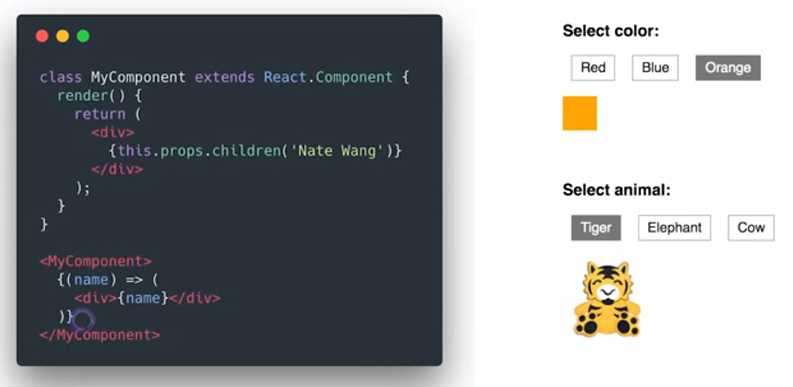 class MyComponent extends React.Component {
  render() {
    return (
      <div>
        {this.props.children('Nate Wang')}
      </div>
    );
  }
}
<MyComponent>
  {(name) => (
    <div>{name}</div>
  )}
</MyComponent>
Select color:
Red Blue Orange
Select animal:
Tiger Elephant Cow